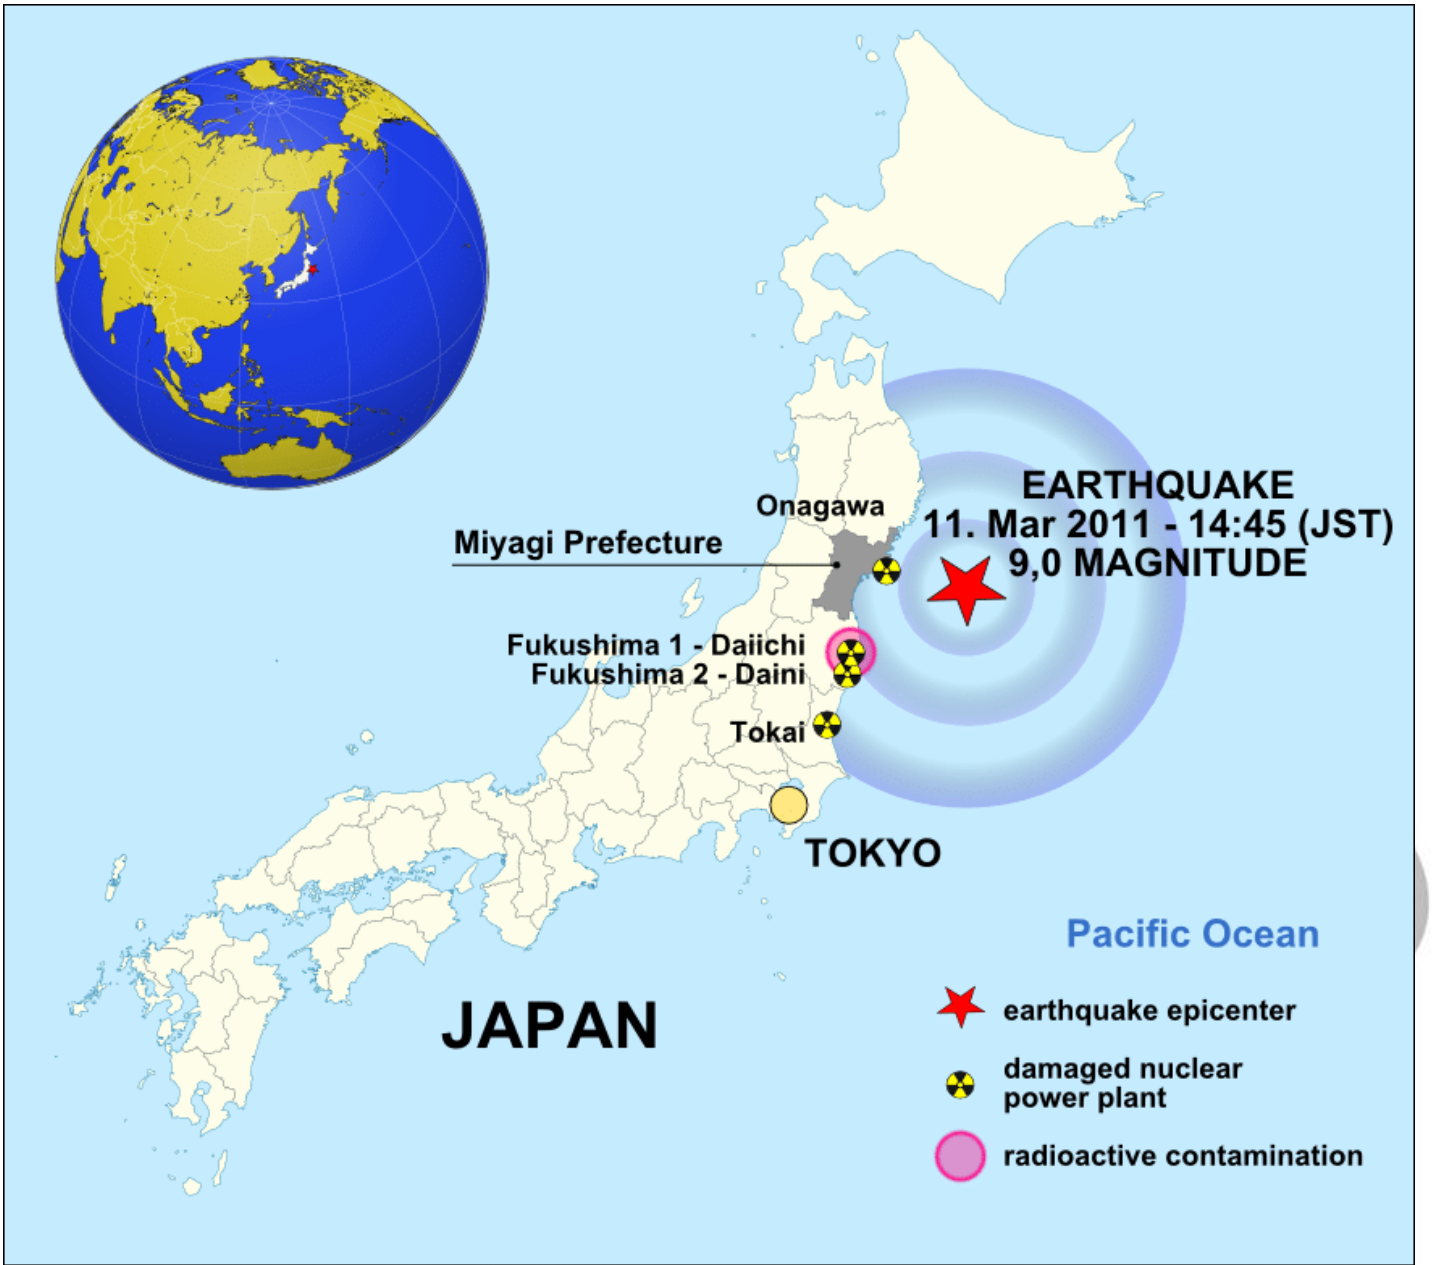 EARTHQUAKE
11. Mar 2011 - 14:45 (JST)
9,0 MAGNITUDE
Onagawa
Miyagi Prefecture
Fukushima 1 - Daiichi
Fukushima 2 - Daini
Tokai
TOKYO
Pacific Ocean
JAPAN
earthquake epicenter
damaged nuclear
power plant
radioactive contamination